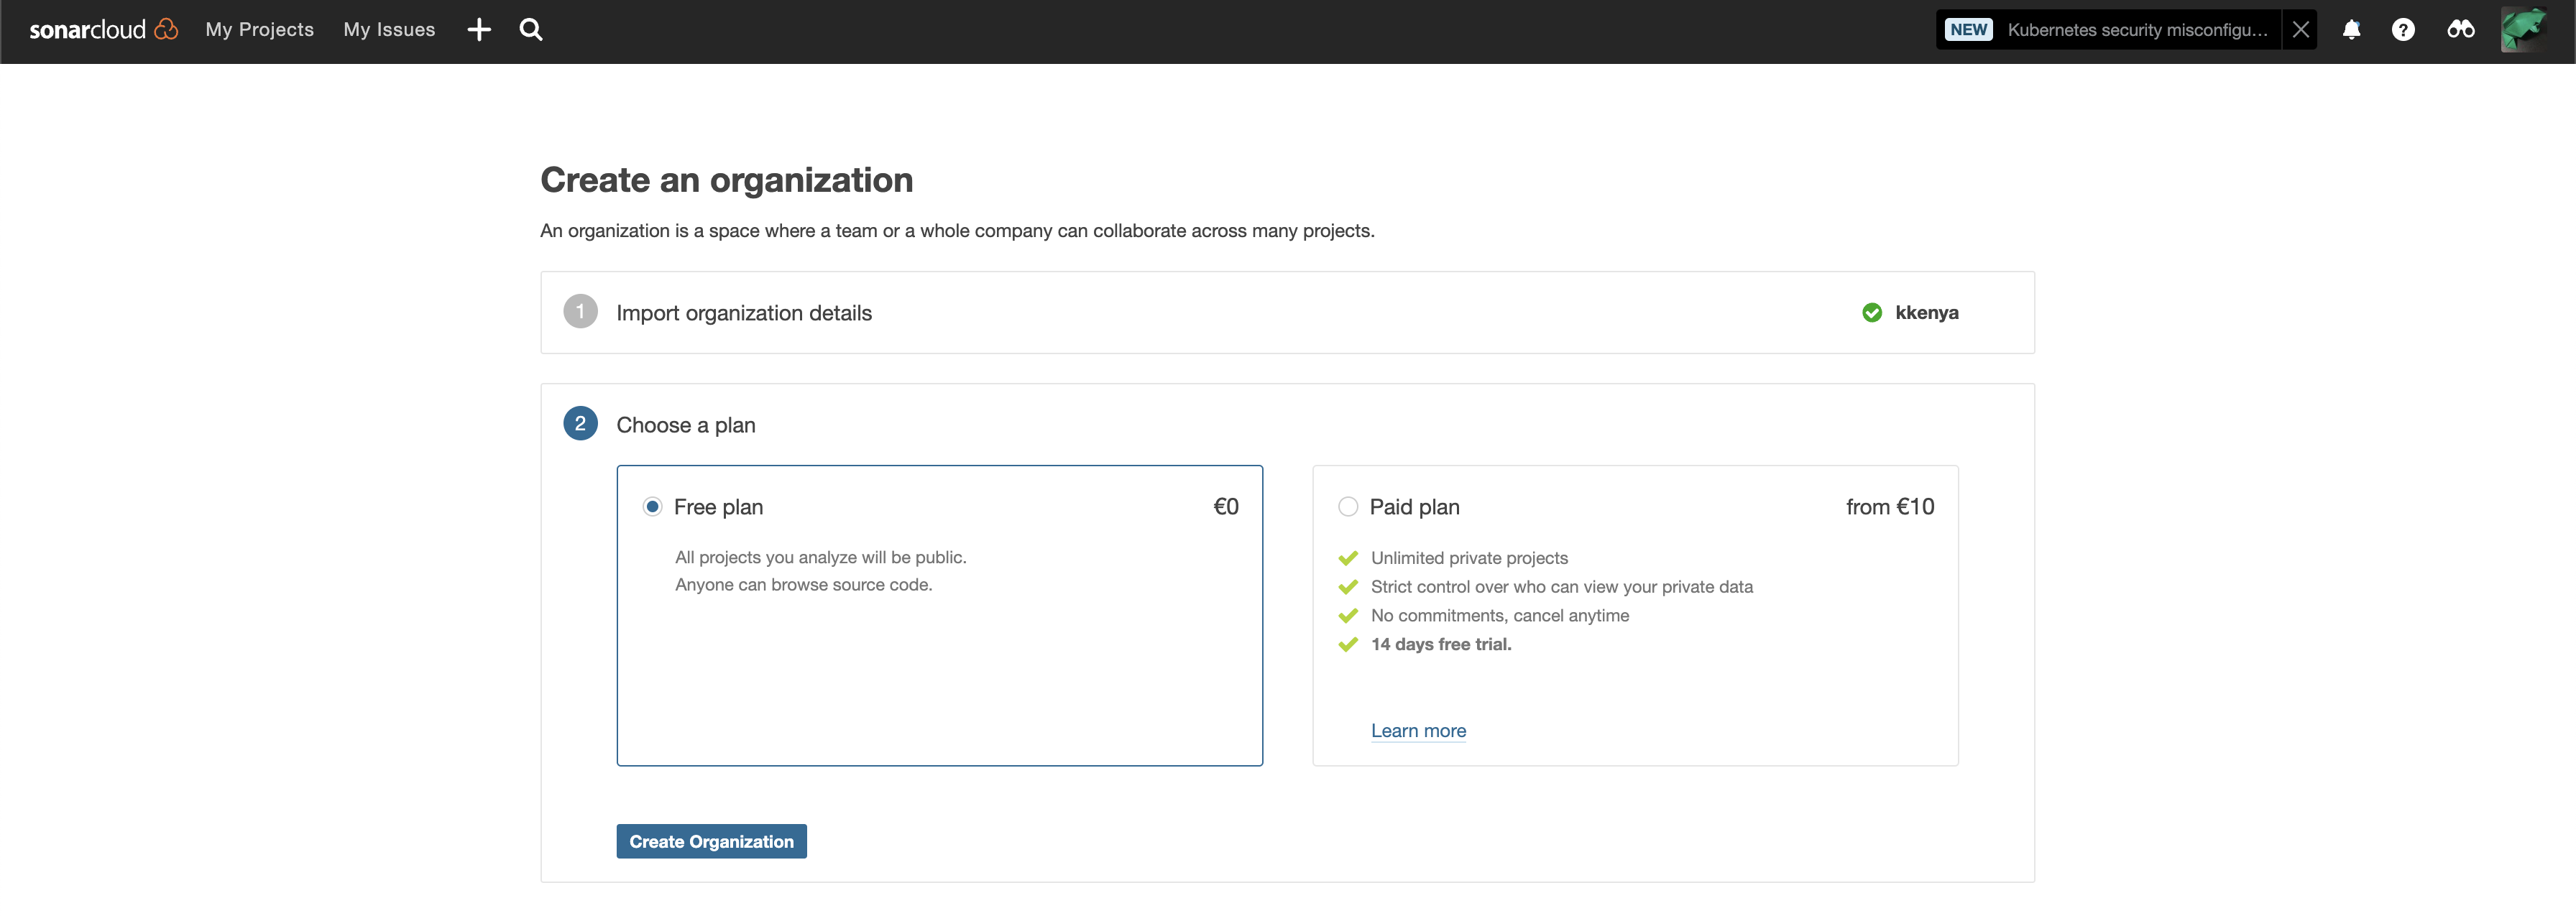 sonarcloud My Projects My Issues NEW Kubernetes security misconfigu... ?
Create an organization
An organization is a space where a team or a whole company can collaborate across many projects.
1 Import organization details kkenya
2 Choose a plan
Free plan €0
All projects you analyze will be public.
Anyone can browse source code.
Paid plan from €10
Unlimited private projects
Strict control over who can view your private data
No commitments, cancel anytime
14 days free trial.
Learn more
Create Organization